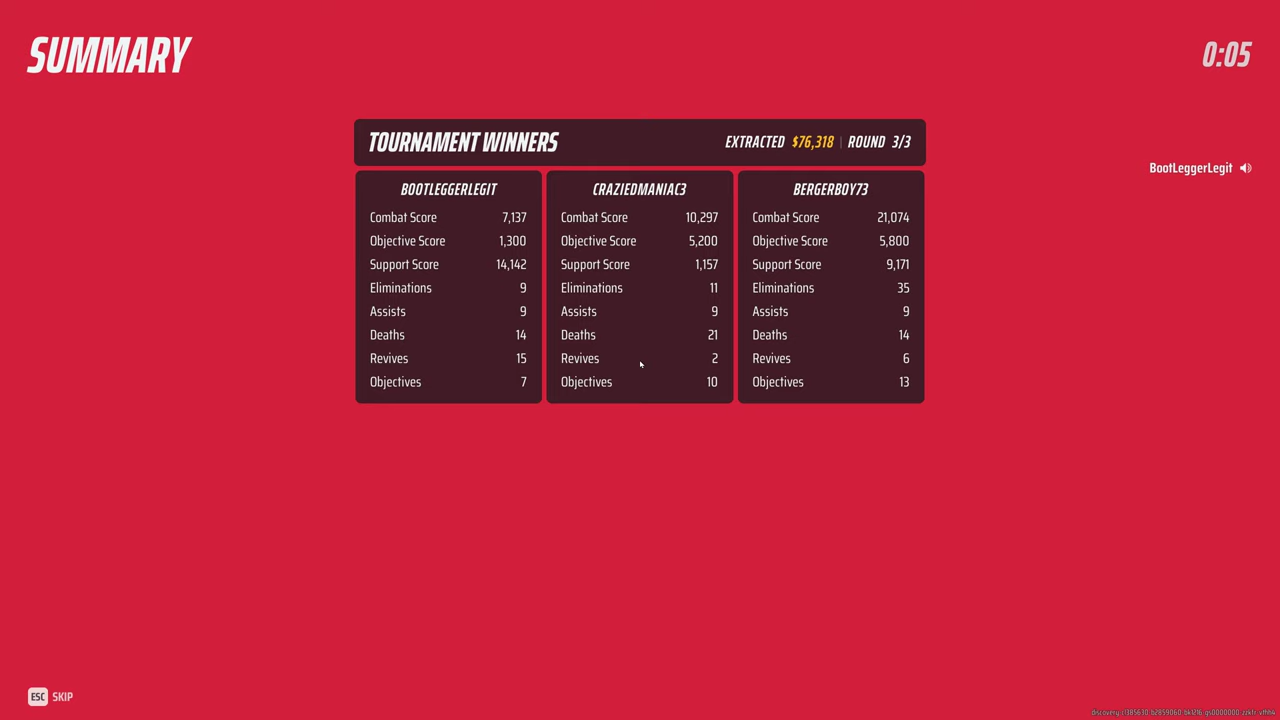 SUMMARY
0:05
TOURNAMENT WINNERS
EXTRACTED $76,318 | ROUND 3/3
BootLeggerLegit
BOOTLEGGERLEGIT
Combat Score 7,137
Objective Score 1,300
Support Score 14,142
Eliminations 9
Assists 9
Deaths 14
Revives 15
Objectives 7
CRAZIEDMANIAC3
Combat Score 10,297
Objective Score 5,200
Support Score 1,157
Eliminations 11
Assists 9
Deaths 21
Revives 2
Objectives 10
BERGERBOY73
Combat Score 21,074
Objective Score 5,800
Support Score 9,171
Eliminations 35
Assists 9
Deaths 14
Revives 6
Objectives 13
ESC SKIP